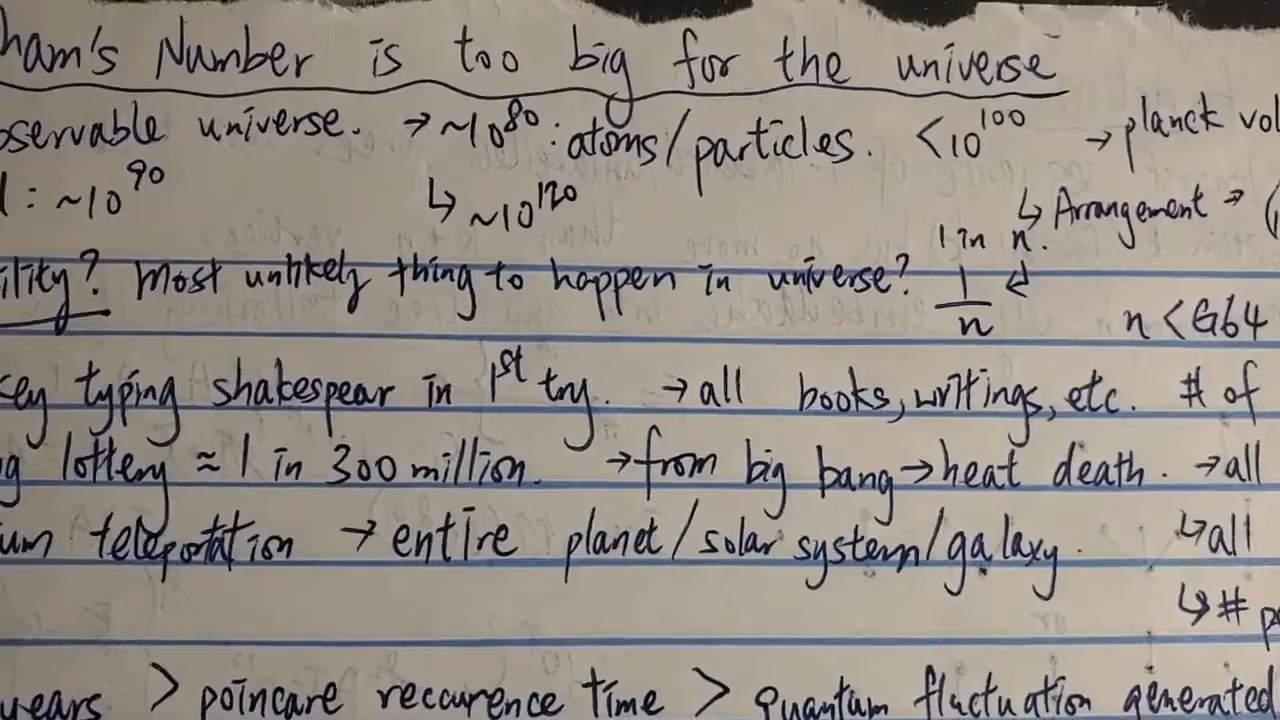 ham's Number is too big for the universe
servable universe. → ~10^80 : atoms/particles. <10^100 → planck vol
l : ~10^90 ↳ ~10^120 ↳ Arrangement → (
1 in n.
ility? Most unlikely thing to happen in universe? 1/n ↲ n < G64
key typing shakespear in 1st try. → all books, writings, etc. # of
g lottery ≈ 1 in 300 million. → from big bang → heat death. → all
um teleportation → entire planet/solar system/galaxy. ↳ all
↳ # p
years > poincare reccurence time > Quantum fluctuation generated